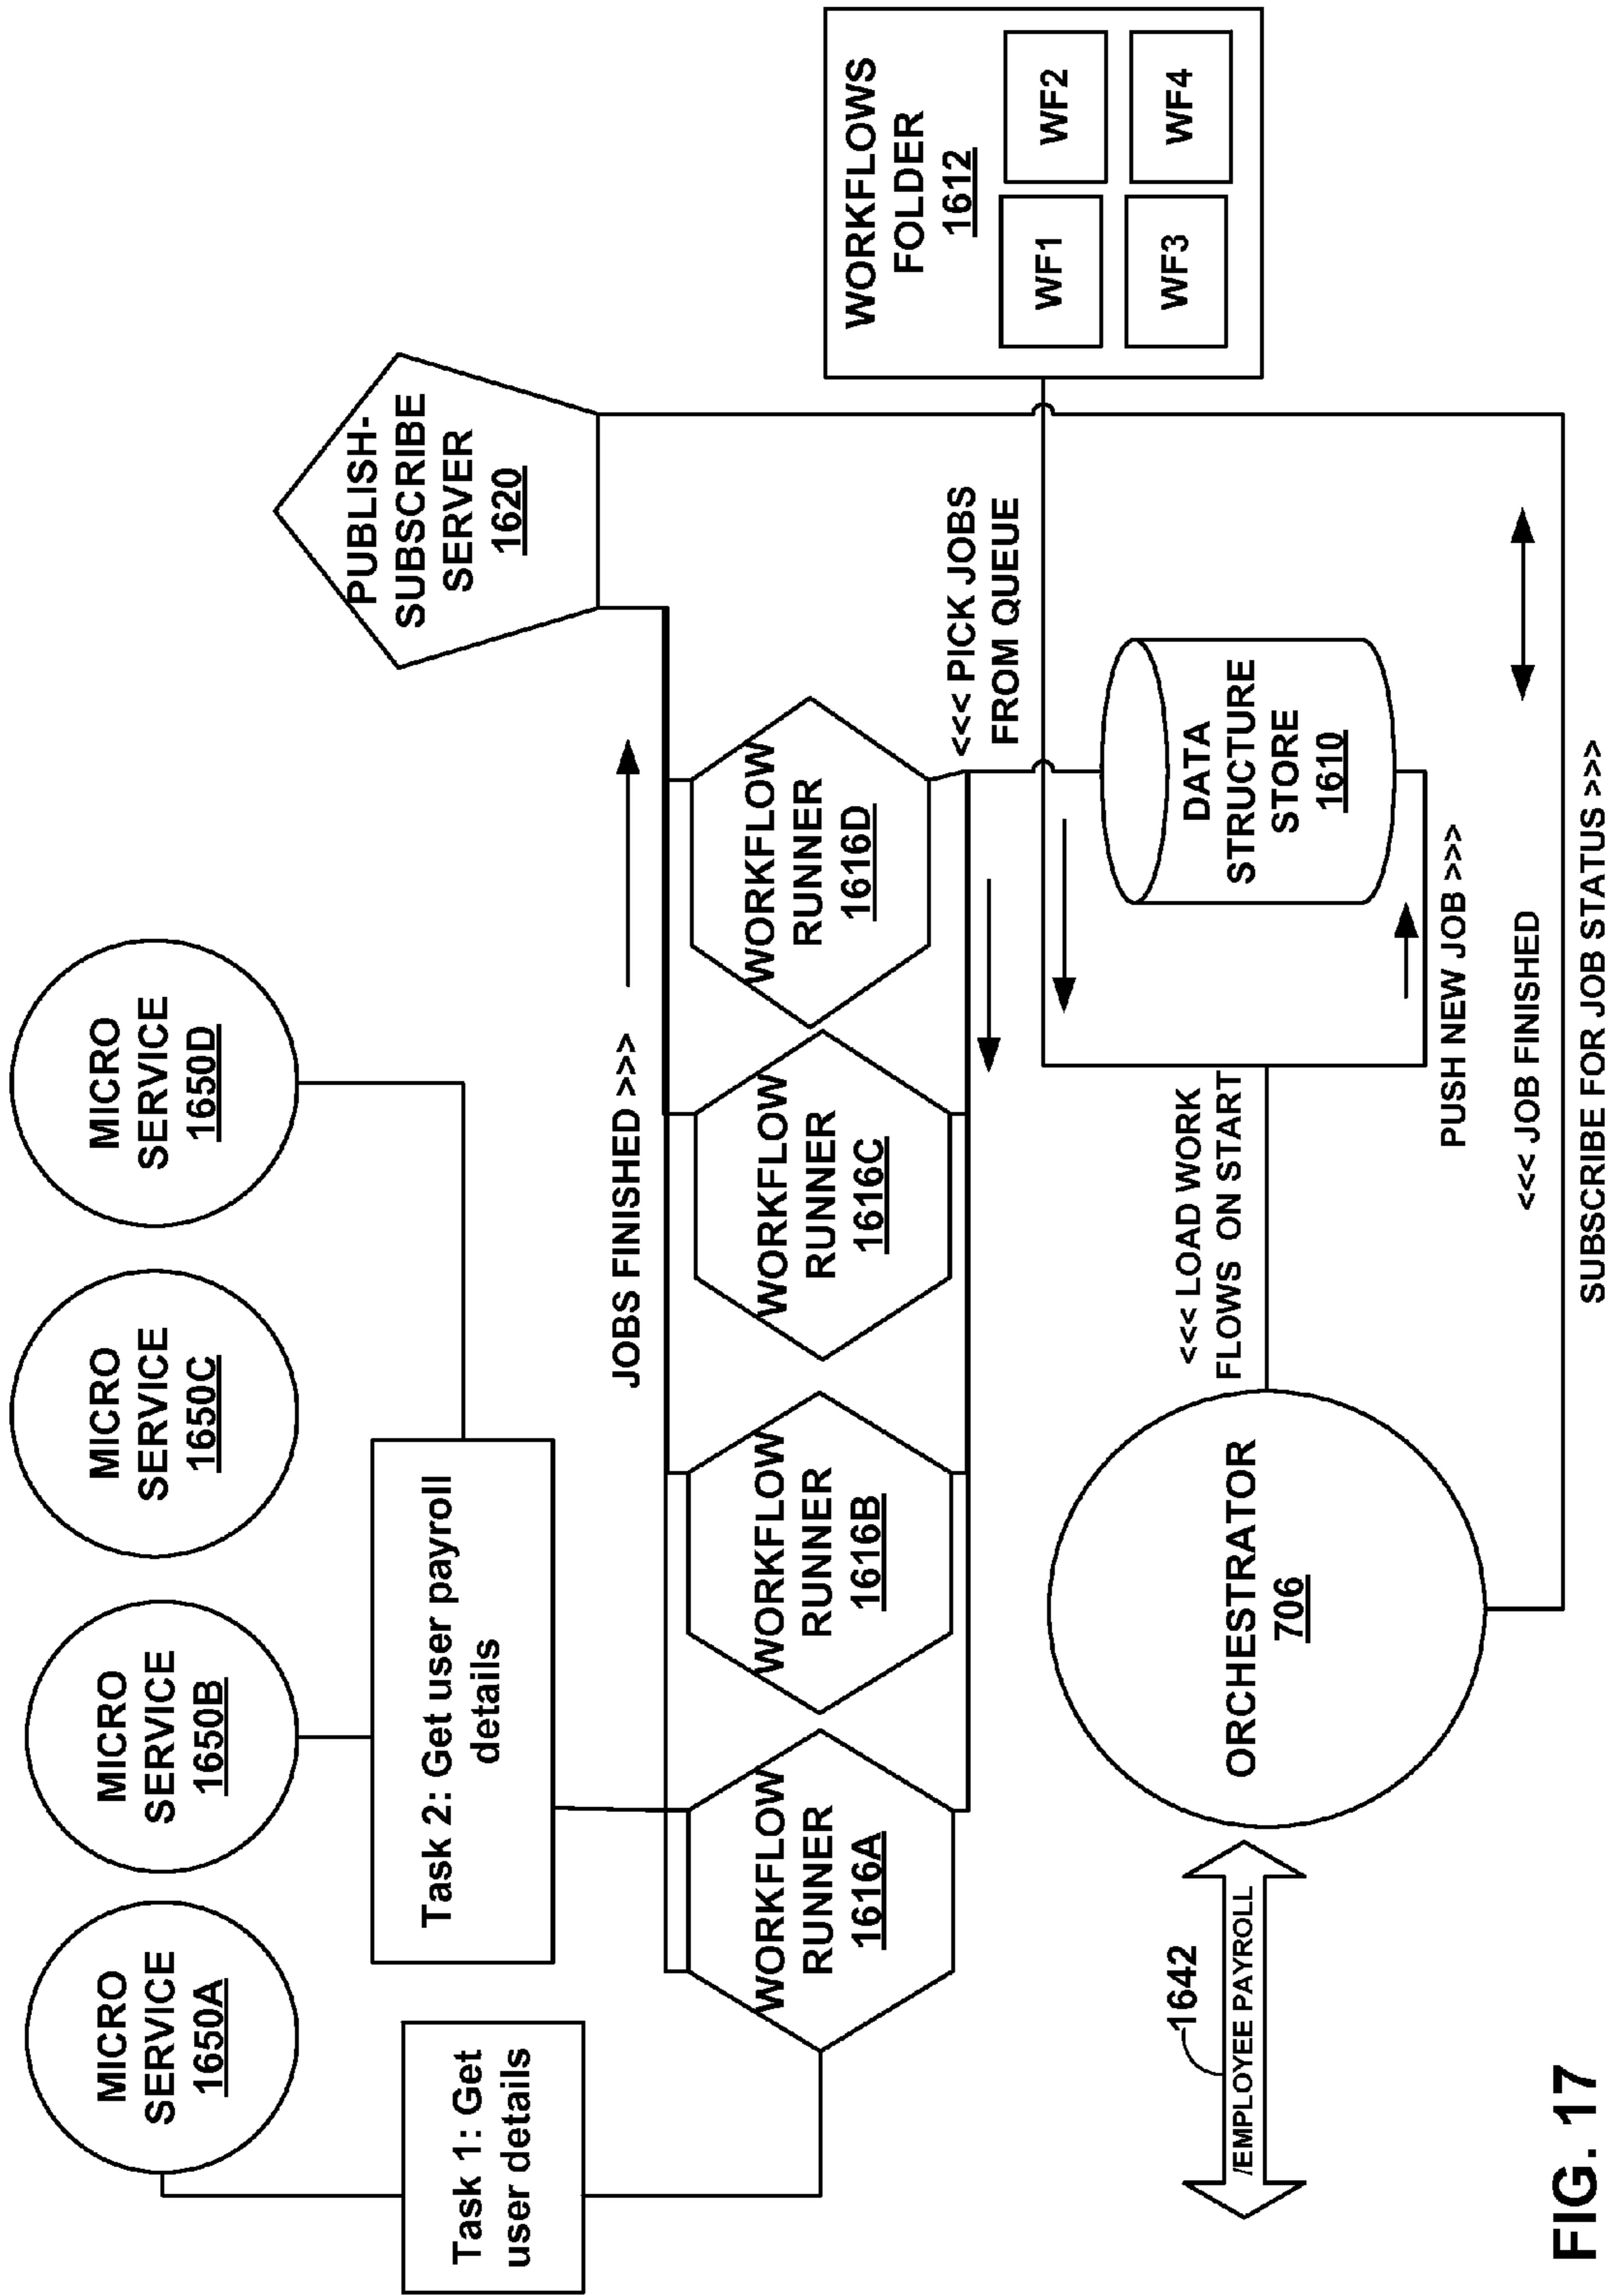 MICRO
SERVICE
1650A
MICRO
SERVICE
1650B
MICRO
SERVICE
1650C
MICRO
SERVICE
1650D
Task 1: Get
user details
Task 2: Get user payroll
details
PUBLISH-
SUBSCRIBE
SERVER
1620
JOBS FINISHED >>>
WORKFLOW
RUNNER
1616A
WORKFLOW
RUNNER
1616B
WORKFLOW
RUNNER
1616C
WORKFLOW
RUNNER
1616D
<<< PICK JOBS
FROM QUEUE
WORKFLOWS
FOLDER
1612
WF1
WF2
WF3
WF4
1642
/EMPLOYEE PAYROLL
ORCHESTRATOR
706
<<< LOAD WORK
FLOWS ON START
DATA
STRUCTURE
STORE
1610
PUSH NEW JOB >>>
<<< JOB FINISHED
SUBSCRIBE FOR JOB STATUS >>>
FIG. 17